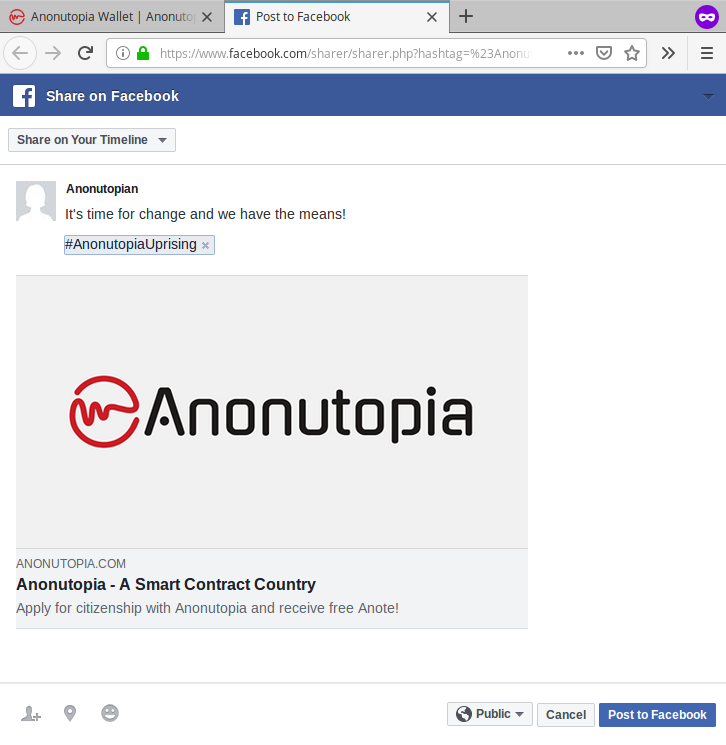 Anonutopia Wallet | Anonuto
Post to Facebook
https://www.facebook.com/sharer/sharer.php?hashtag=%23Anonu
Share on Facebook
Share on Your Timeline
Anonutopian
It's time for change and we have the means!
#AnonutopiaUprising
Anonutopia
ANONUTOPIA.COM
Anonutopia - A Smart Contract Country
Apply for citizenship with Anonutopia and receive free Anote!
Public
Cancel
Post to Facebook